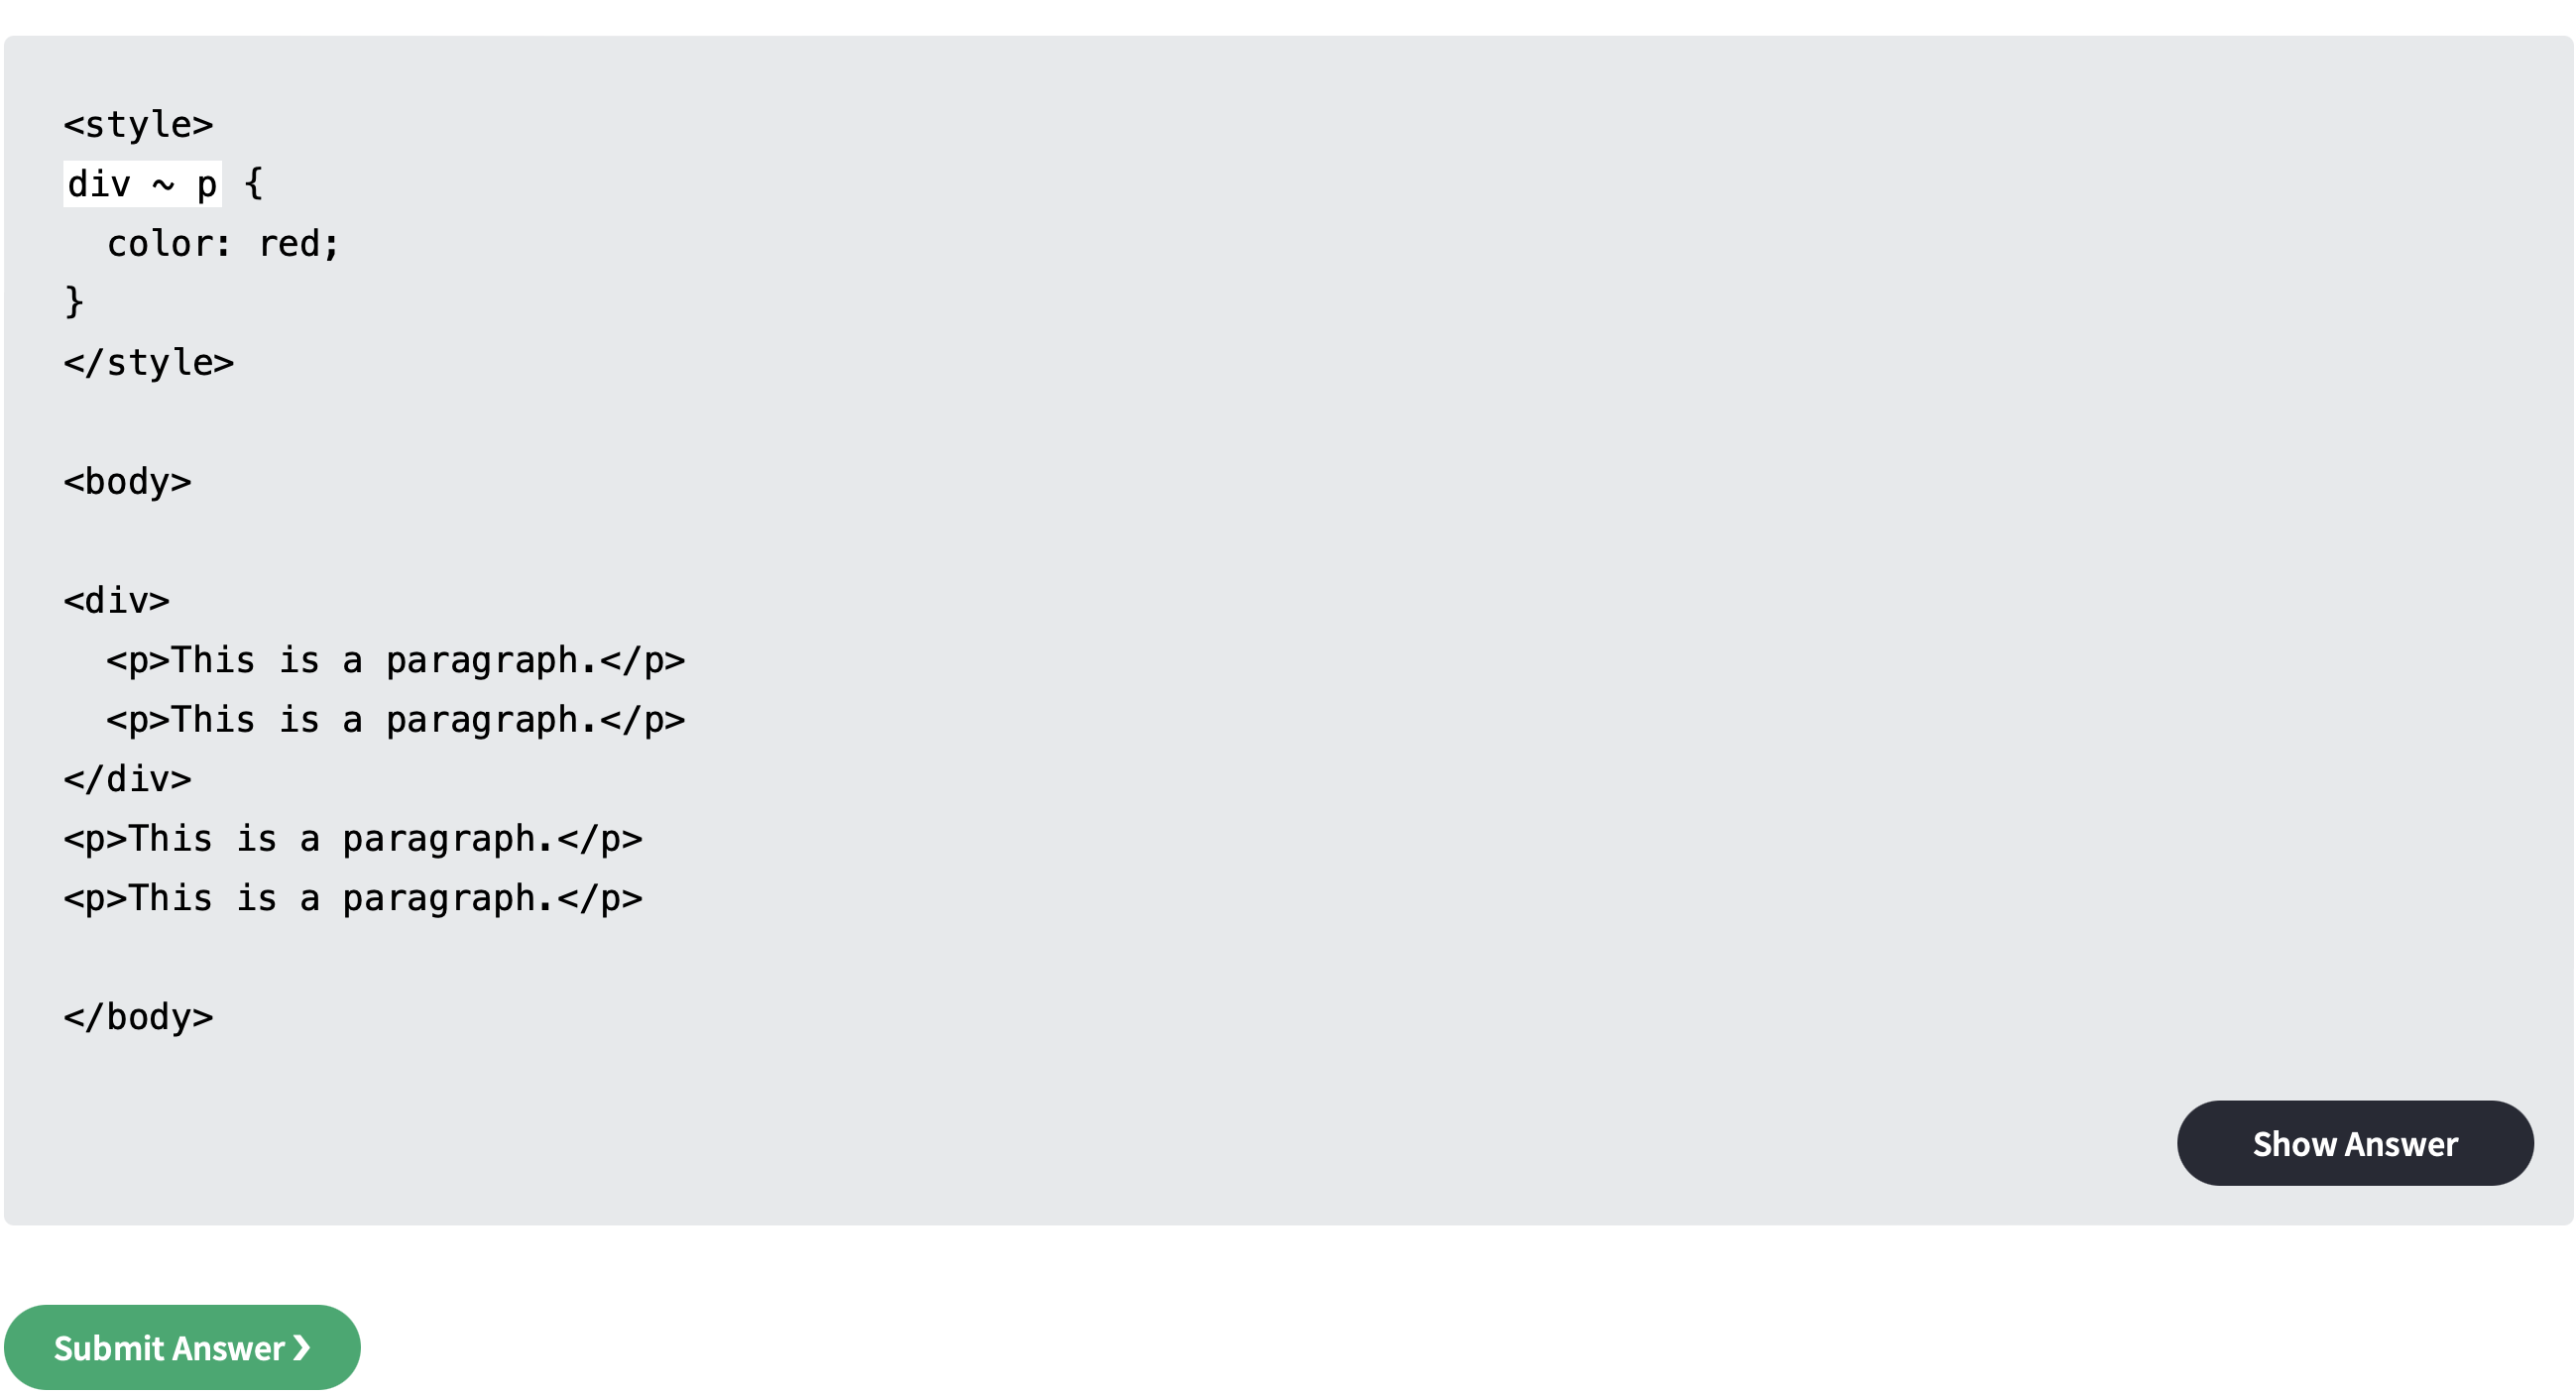 <style>
div ~ p {
  color: red;
}
</style>

<body>

<div>
  <p>This is a paragraph.</p>
  <p>This is a paragraph.</p>
</div>
<p>This is a paragraph.</p>
<p>This is a paragraph.</p>

</body>
Show Answer
Submit Answer ❯